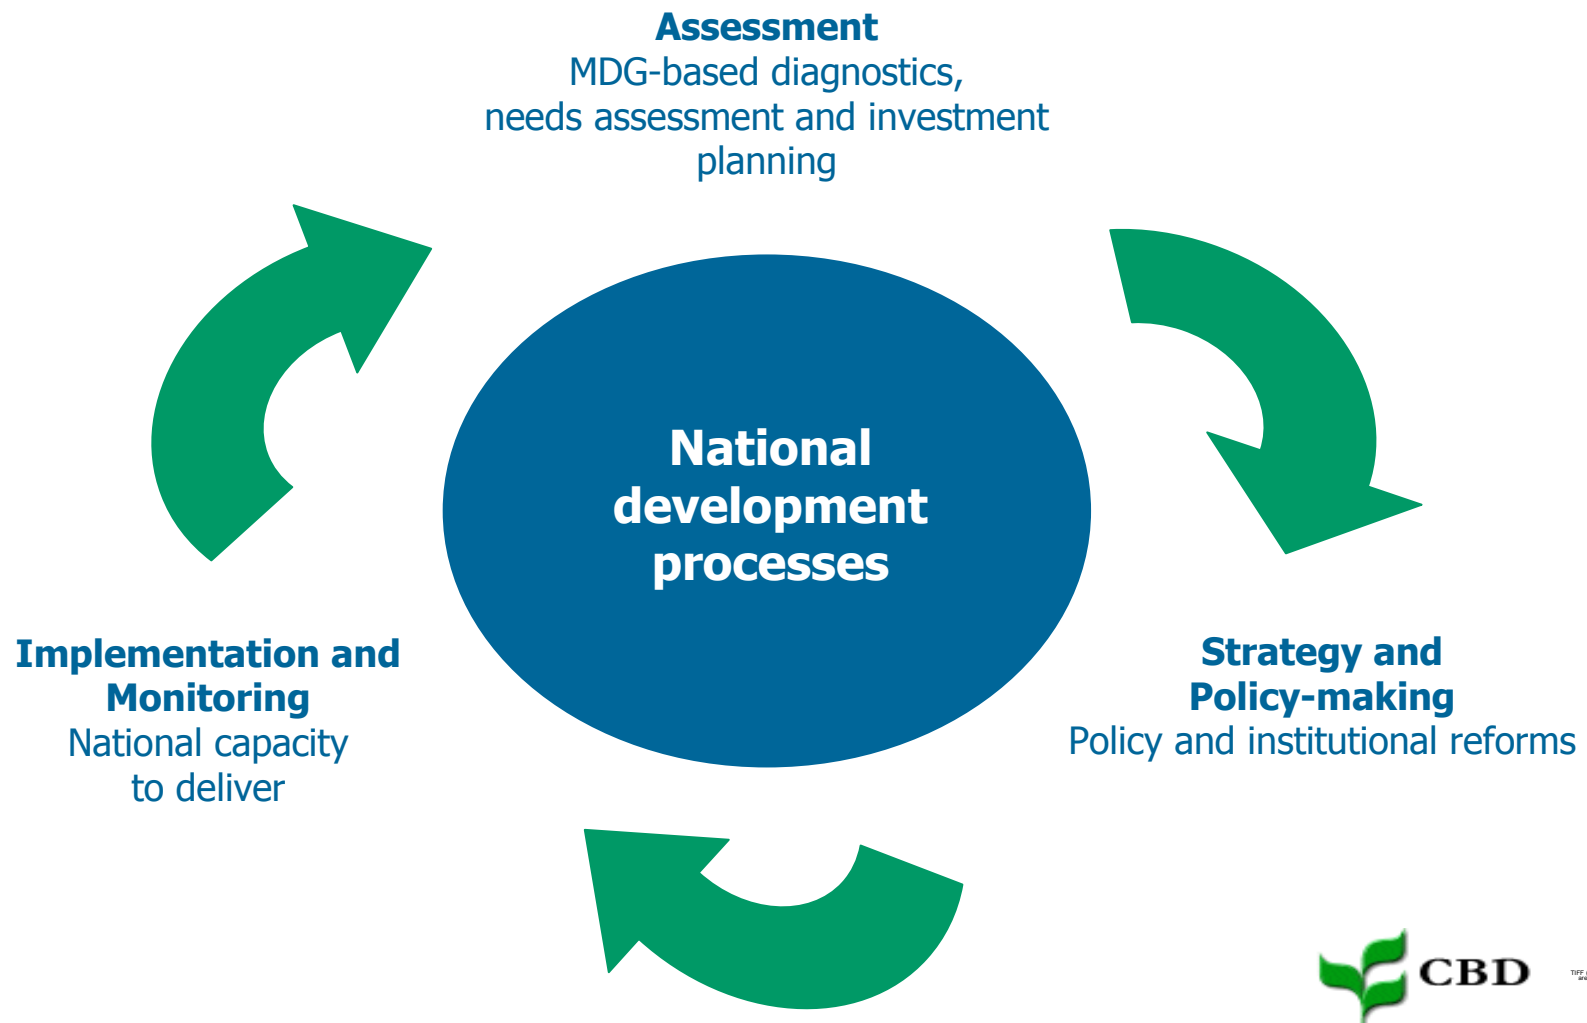 Assessment
MDG-based diagnostics,
needs assessment and investment
planning
National
development
processes
Implementation and
Monitoring
National capacity
to deliver
Strategy and
Policy-making
Policy and institutional reforms
CBD